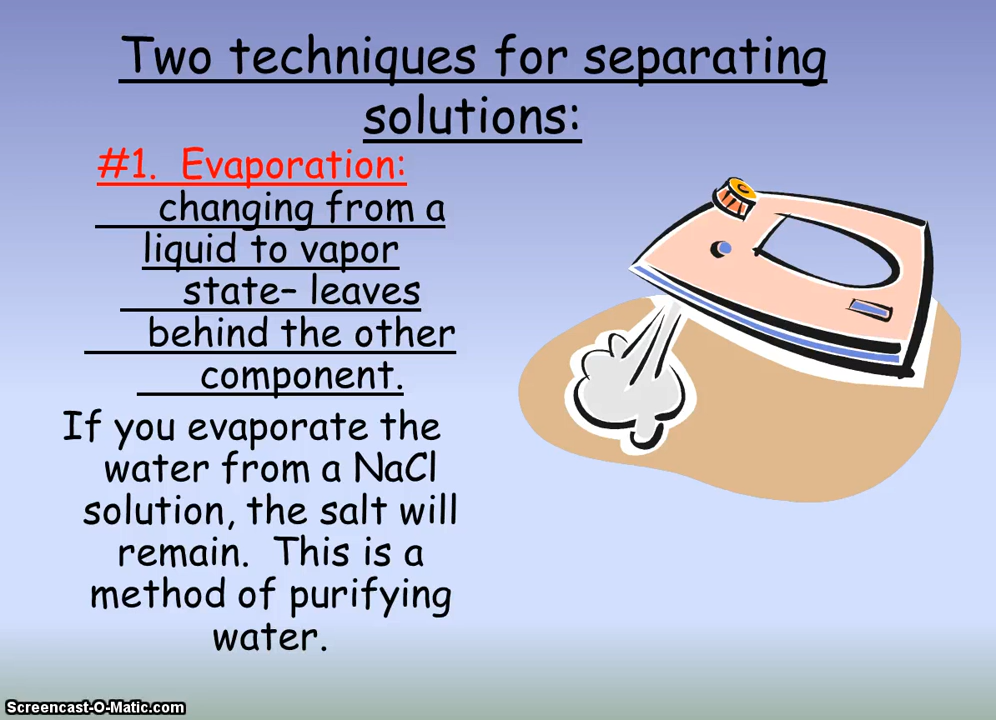 Two techniques for separating
solutions:
#1. Evaporation:
changing from a
liquid to vapor
state– leaves
behind the other
component.
If you evaporate the
water from a NaCl
solution, the salt will
remain. This is a
method of purifying
water.
Screencast-O-Matic.com